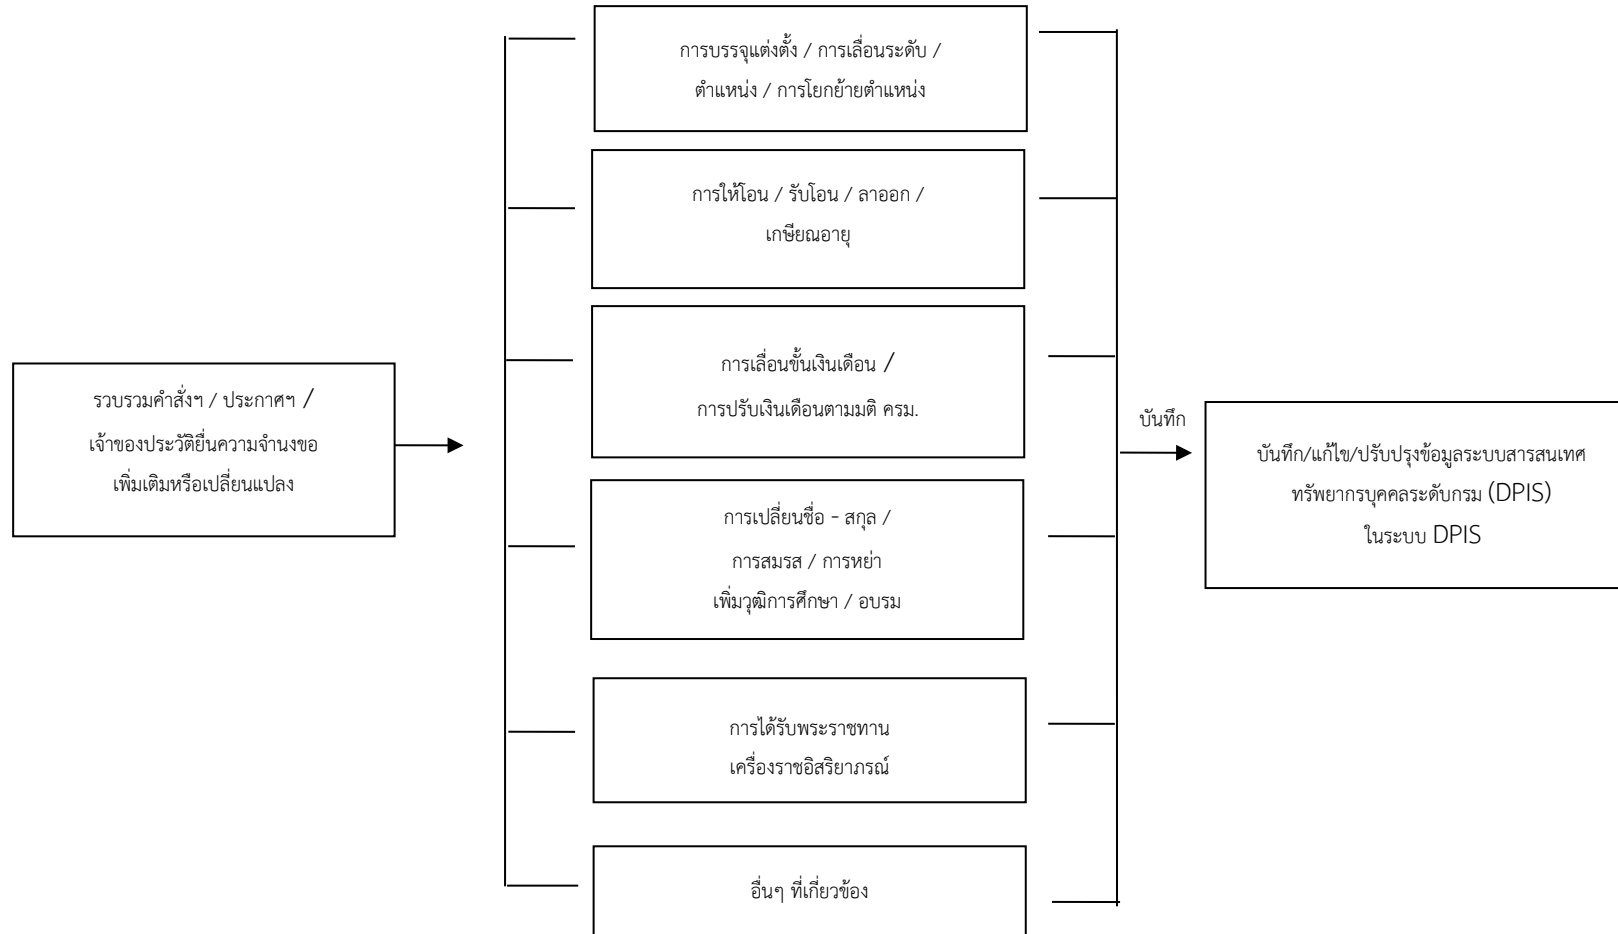 การบรรจุแต่งตั้ง / การเลื่อนระดับ /
ตำแหน่ง / การโยกย้ายตำแหน่ง
การให้โอน / รับโอน / ลาออก /
เกษียณอายุ
การเลื่อนขั้นเงินเดือน /
การปรับเงินเดือนตามมติ ครม.
รวบรวมคำสั่งฯ / ประกาศฯ /
เจ้าของประวัติยื่นความจำนงขอ
เพิ่มเติมหรือเปลี่ยนแปลง
การเปลี่ยนชื่อ - สกุล /
การสมรส / การหย่า
เพิ่มวุฒิการศึกษา / อบรม
การได้รับพระราชทาน
เครื่องราชอิสริยาภรณ์
อื่นๆ ที่เกี่ยวข้อง
บันทึก
บันทึก/แก้ไข/ปรับปรุงข้อมูลระบบสารสนเทศ
ทรัพยากรบุคคลระดับกรม (DPIS)
ในระบบ DPIS